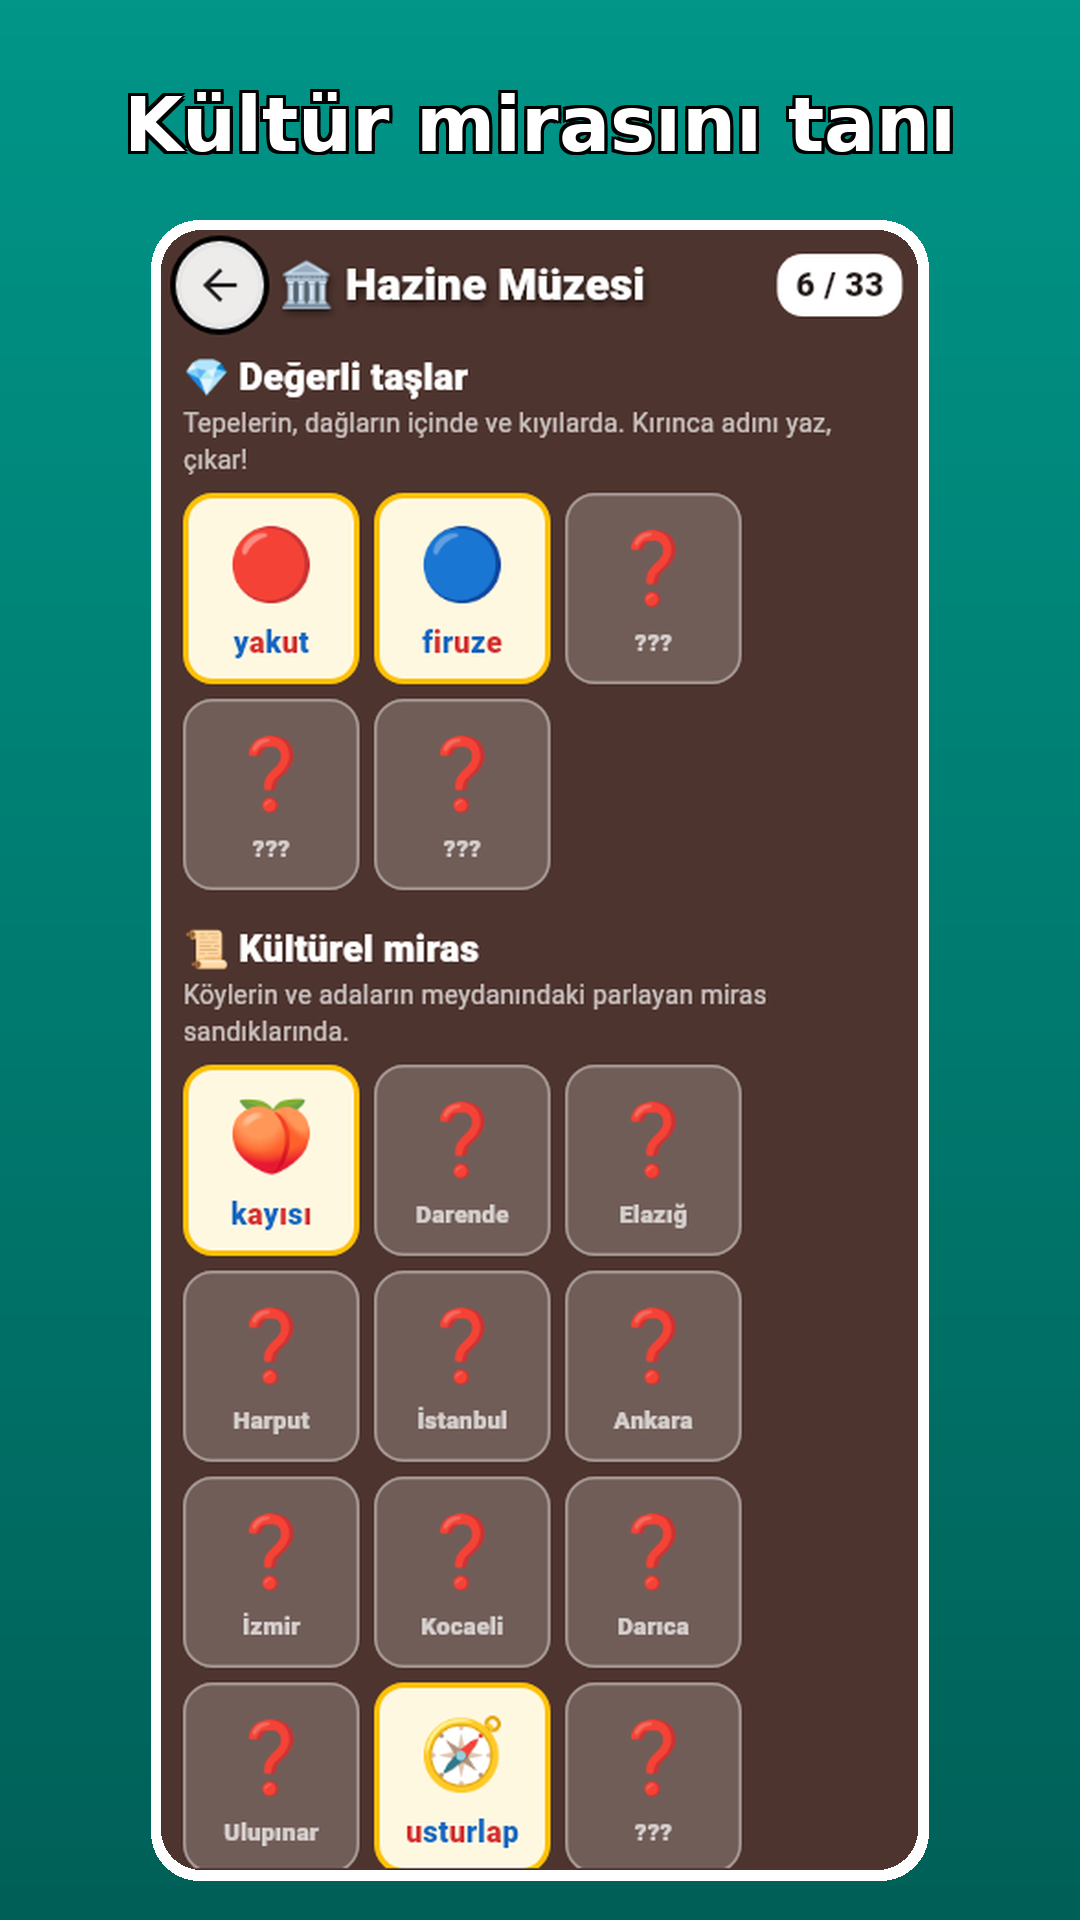 Kültür mirasını tanı
Hazine Müzesi
6 / 33
Değerli taşlar
Tepelerin, dağların içinde ve kıyılarda. Kırınca adını yaz,
çıkar!
yakut
firuze
???
???
???
Kültürel miras
Köylerin ve adaların meydanındaki parlayan miras
sandıklarında.
kayısı
Darende
Elazığ
Harput
İstanbul
Ankara
İzmir
Kocaeli
Darıca
Ulupınar
usturlap
???